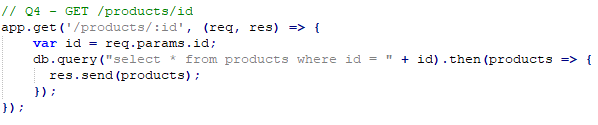 // Q4 - GET /products/id
app.get('/products/:id', (req, res) => {
    var id = req.params.id;
    db.query("select * from products where id = " + id).then(products => {
      res.send(products);
    });
});